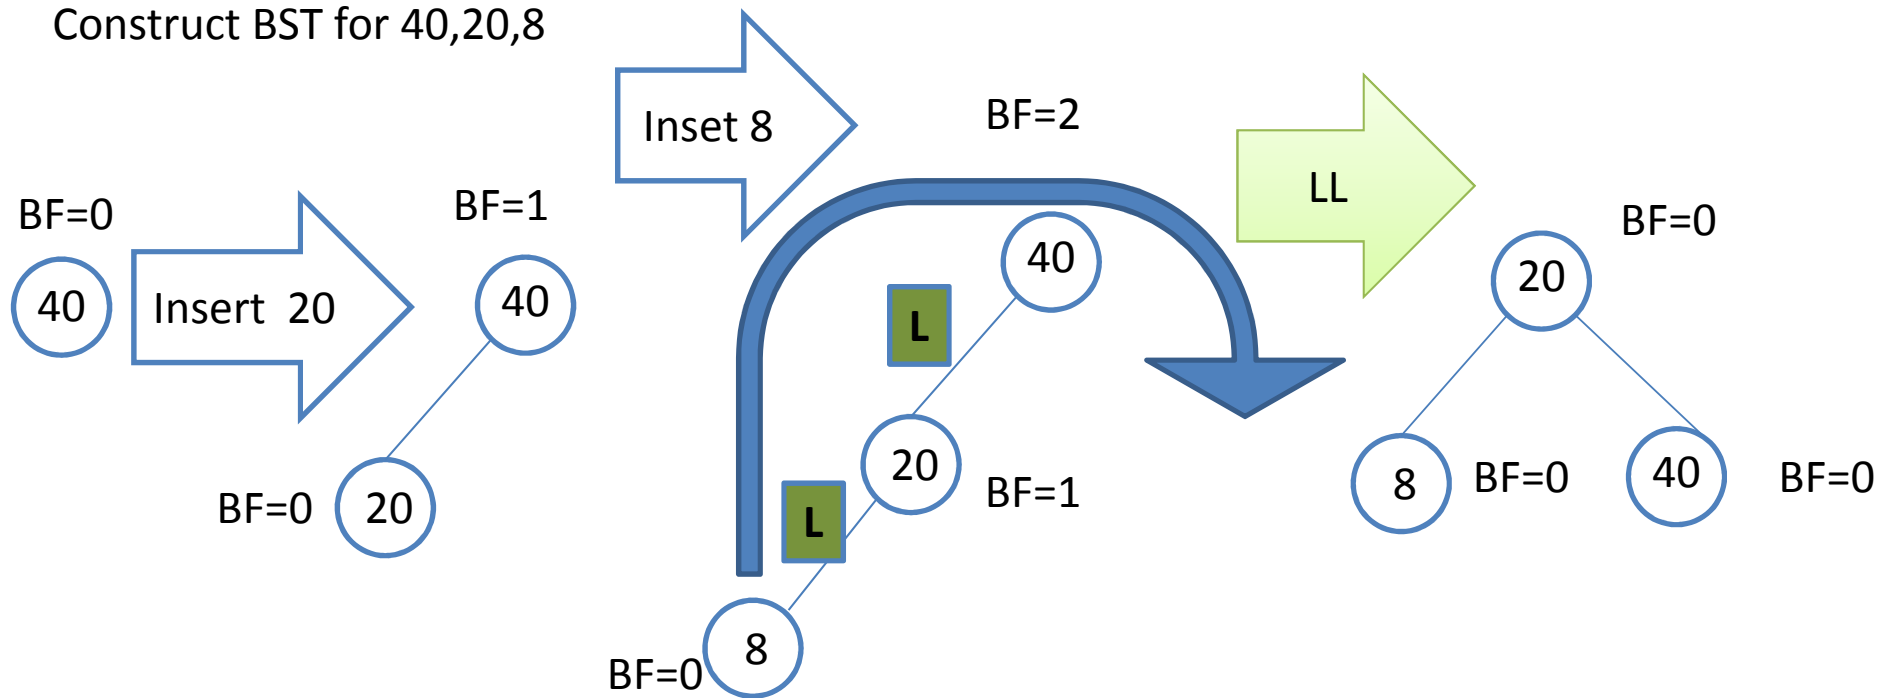 Construct BST for 40,20,8
BF=0
40
Insert  20
BF=1
40
BF=0
20
Inset 8
BF=2
40
L
20
BF=1
L
8
BF=0
LL
BF=0
20
8
BF=0
40
BF=0